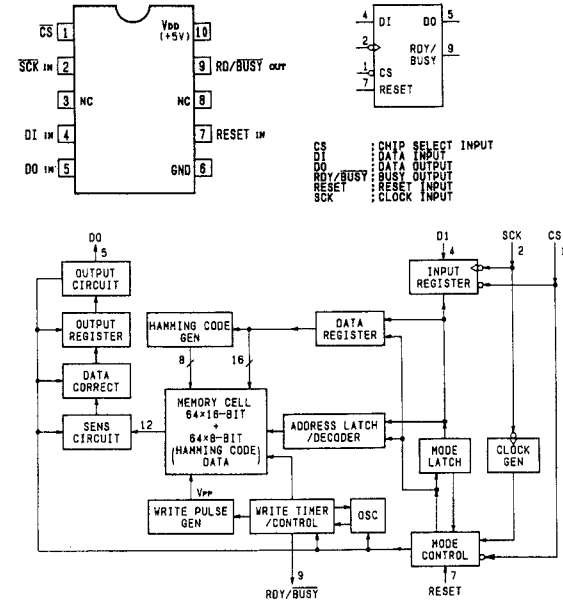 CS 1
VDD
(+5V) 10
SCK IN 2
9 RD/BUSY OUT
3 NC
NC 8
DI IN 4
7 RESET IN
DO IN 5
GND 6
4 DI
DO 5
2
RDY/
BUSY 9
1 CS
7 RESET
CS : CHIP SELECT INPUT
DI : DATA INPUT
DO : DATA OUTPUT
RDY/BUSY : BUSY OUTPUT
RESET : RESET INPUT
SCK : CLOCK INPUT
DO
5
OUTPUT
CIRCUIT
OUTPUT
REGISTER
DATA
CORRECT
SENS
CIRCUIT
12
HAMMING CODE
GEN
8
16
DATA
REGISTER
MEMORY CELL
64×16-BIT
+
64×8-BIT
(HAMMING CODE
DATA)
ADDRESS LATCH
/DECODER
VPP
WRITE PULSE
GEN
WRITE TIMER
/CONTROL
OSC
9
RDY/BUSY
DI
4
SCK
2
CS
1
INPUT
REGISTER
MODE
LATCH
CLOCK
GEN
MODE
CONTROL
7
RESET